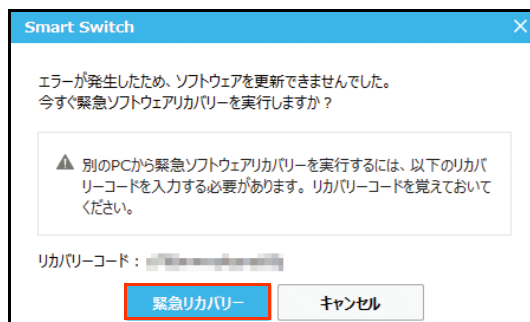 Smart Switch
エラーが発生したため、ソフトウェアを更新できませんでした。
今すぐ緊急ソフトウェアリカバリーを実行しますか？
別のPCから緊急ソフトウェアリカバリーを実行するには、以下のリカバ
リーコードを入力する必要があります。リカバリーコードを覚えておいて
ください。
リカバリーコード：
緊急リカバリー キャンセル